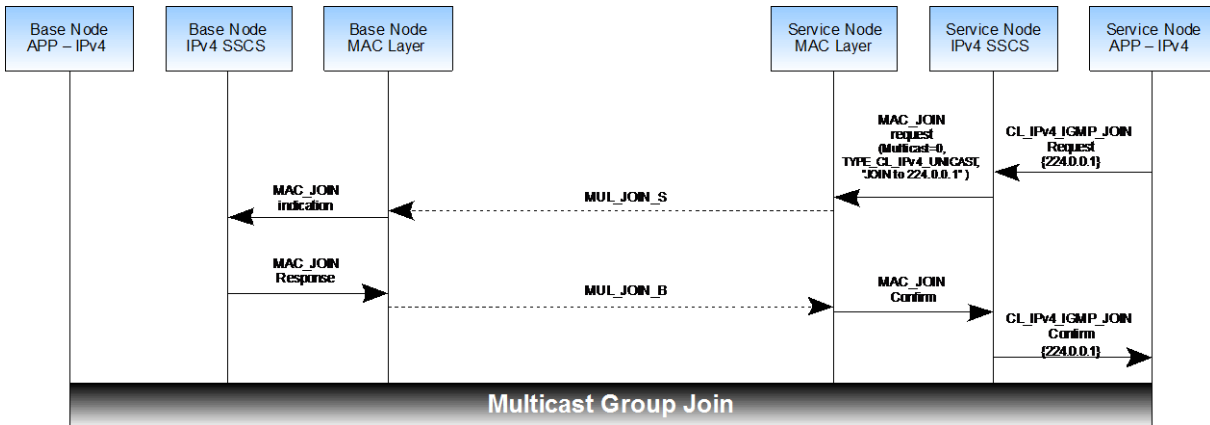 Base Node
APP – IPv4
Base Node
IPv4 SSCS
Base Node
MAC Layer
Service Node
MAC Layer
Service Node
IPv4 SSCS
Service Node
APP – IPv4
MAC_JOIN
request
(Multicast=0,
TYPE_CL_IPv4_UNICAST,
"JOIN to 224.0.0.1" )
CL_IPv4_IGMP_JOIN
Request
{224.0.0.1}
MAC_JOIN
indication
MUL_JOIN_S
MAC_JOIN
Response
MUL_JOIN_B
MAC_JOIN
Confirm
CL_IPv4_IGMP_JOIN
Confirm
{224.0.0.1}
Multicast Group Join